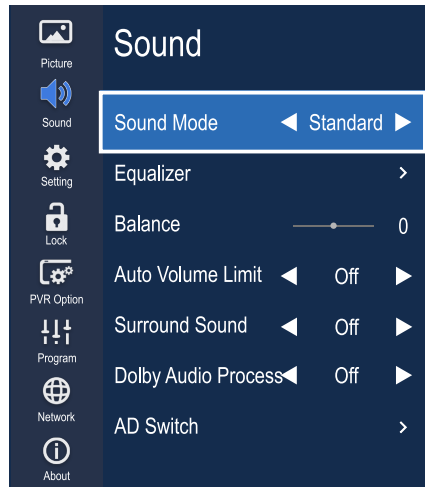 Picture
Sound
Setting
Lock
PVR Option
Program
Network
About
Sound
Sound Mode Standard
Equalizer
Balance 0
Auto Volume Limit Off
Surround Sound Off
Dolby Audio Process Off
AD Switch